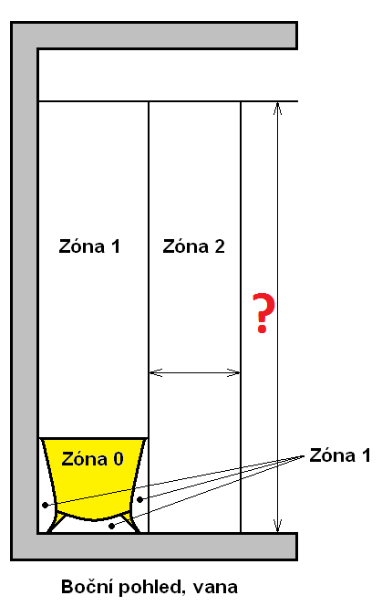 Zóna 1
Zóna 2
?
Zóna 0
Zóna 1
Boční pohled, vana